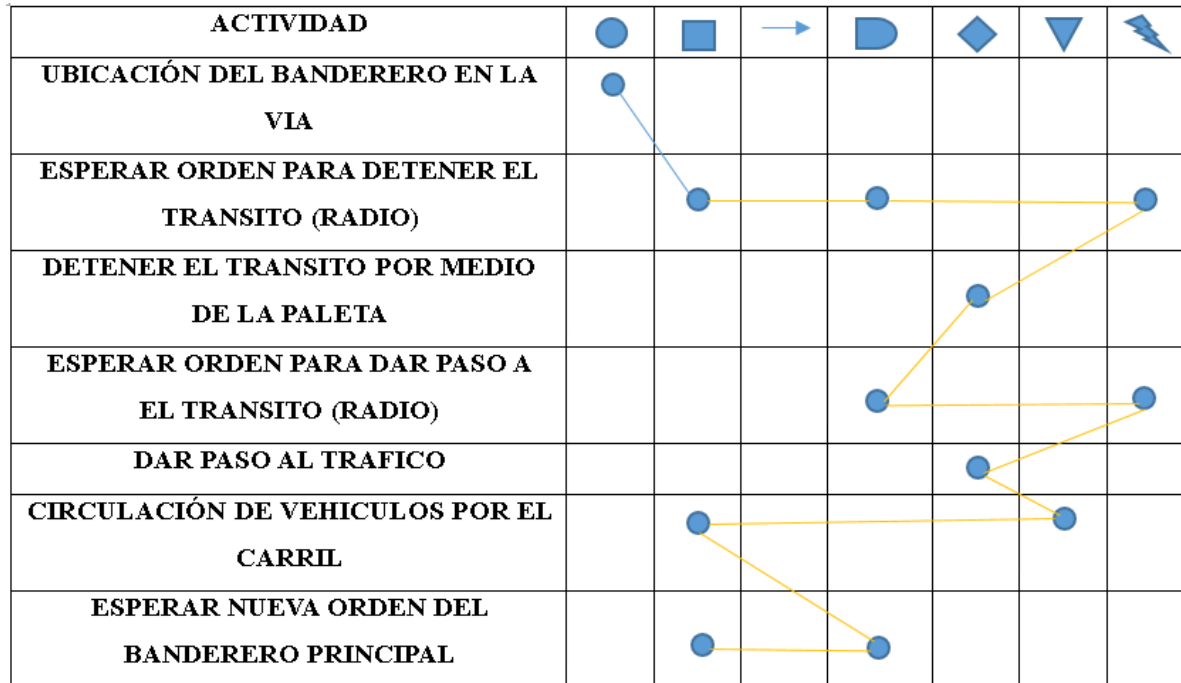 ACTIVIDAD
UBICACIÓN DEL BANDERERO EN LA
VIA
ESPERAR ORDEN PARA DETENER EL
TRANSITO (RADIO)
DETENER EL TRANSITO POR MEDIO
DE LA PALETA
ESPERAR ORDEN PARA DAR PASO A
EL TRANSITO (RADIO)
DAR PASO AL TRAFICO
CIRCULACIÓN DE VEHICULOS POR EL
CARRIL
ESPERAR NUEVA ORDEN DEL
BANDERERO PRINCIPAL